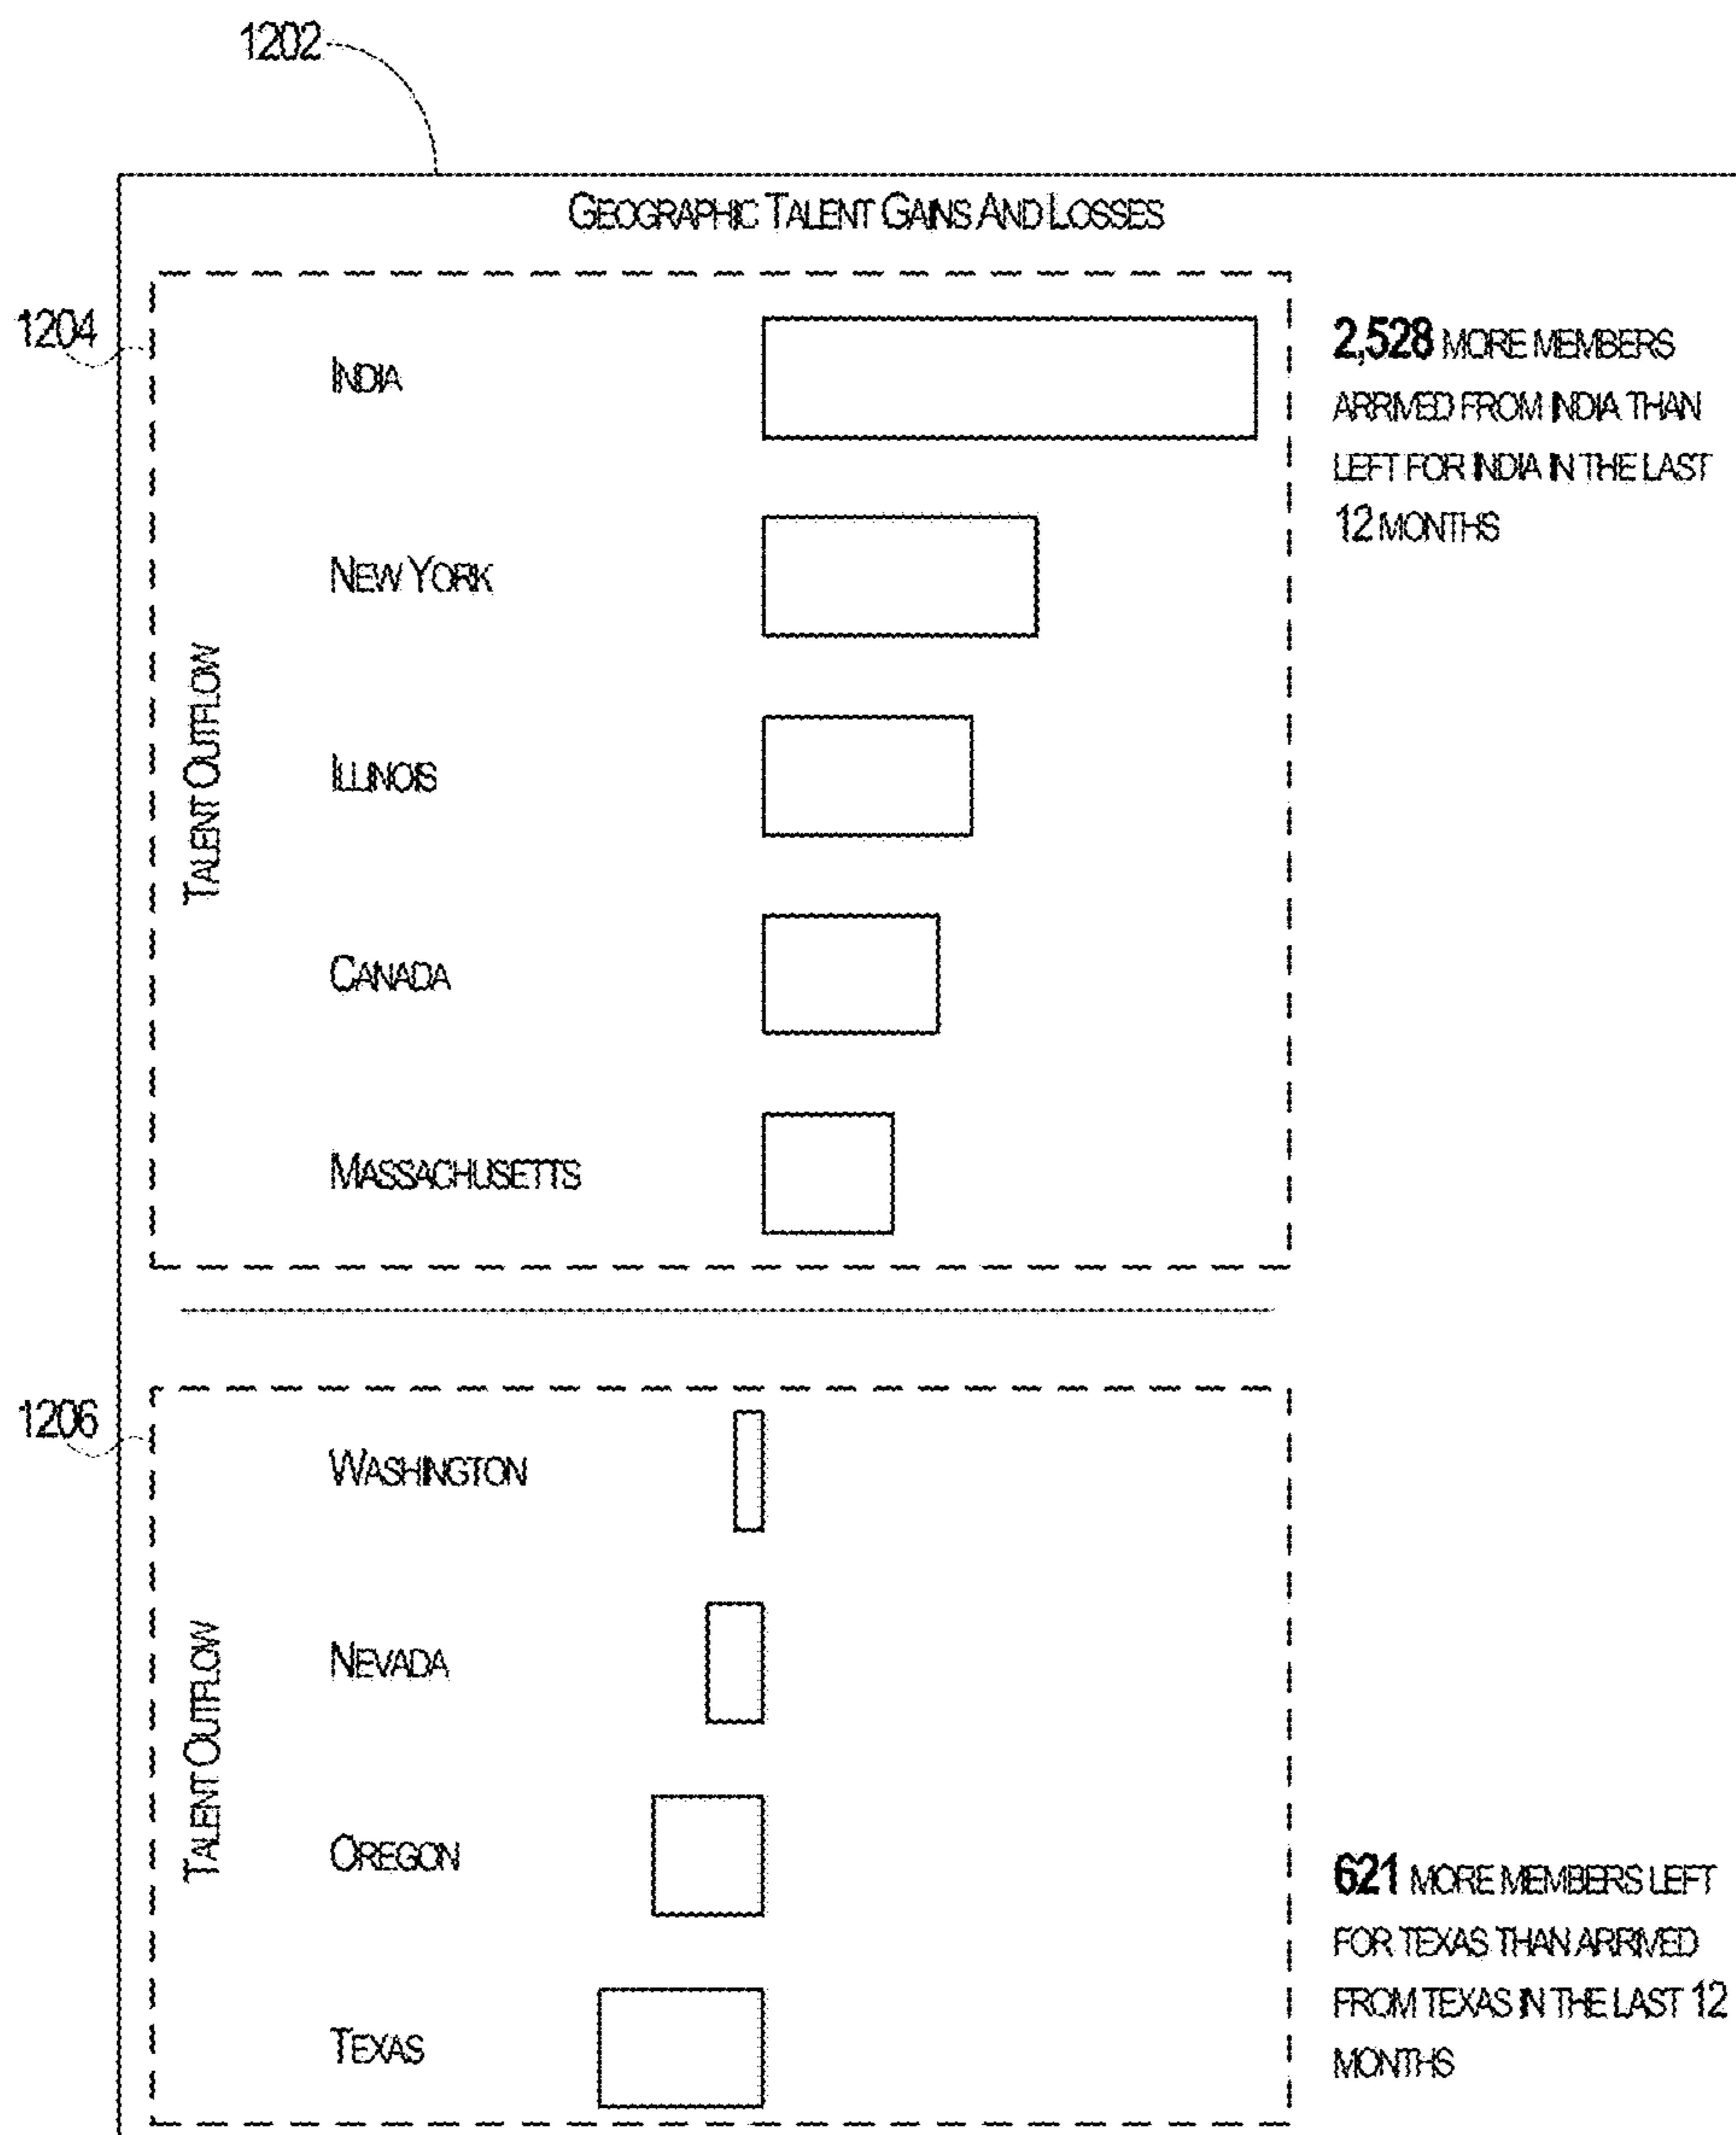 1202
GEOGRAPHIC TALENT GAINS AND LOSSES
1204
TALENT OUTFLOW
INDIA
NEW YORK
ILLINOIS
CANADA
MASSACHUSETTS
2,528 MORE MEMBERS
ARRIVED FROM INDIA THAN
LEFT FOR INDIA IN THE LAST
12 MONTHS
1206
TALENT OUTFLOW
WASHINGTON
NEVADA
OREGON
TEXAS
621 MORE MEMBERS LEFT
FOR TEXAS THAN ARRIVED
FROM TEXAS IN THE LAST 12
MONTHS